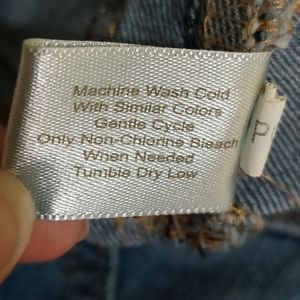 Machine Wash Cold
With Similar Colors
Gentle Cycle
Only Non-Chlorine Bleach
When Needed
Tumble Dry Low